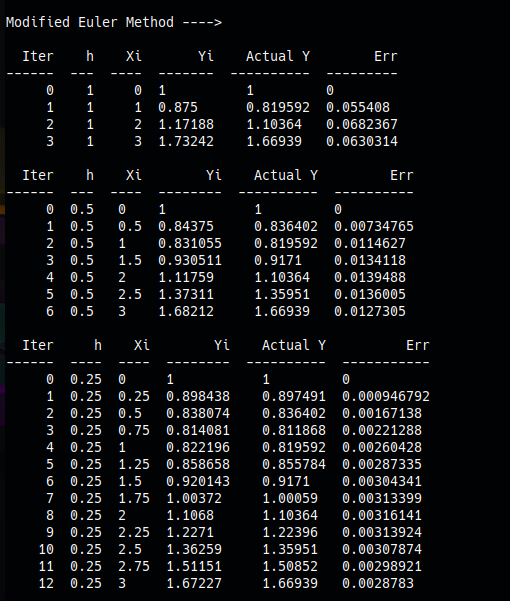 Modified Euler Method ---->
Iter h Xi Yi Actual Y Err
------ --- ---- ------- ---------- ---------
0 1 0 1 1 0
1 1 1 0.875 0.819592 0.055408
2 1 2 1.17188 1.10364 0.0682367
3 1 3 1.73242 1.66939 0.0630314
Iter h Xi Yi Actual Y Err
------ --- ---- -------- ---------- ----------
0 0.5 0 1 1 0
1 0.5 0.5 0.84375 0.836402 0.00734765
2 0.5 1 0.831055 0.819592 0.0114627
3 0.5 1.5 0.930511 0.9171 0.0134118
4 0.5 2 1.11759 1.10364 0.0139488
5 0.5 2.5 1.37311 1.35951 0.0136005
6 0.5 3 1.68212 1.66939 0.0127305
Iter h Xi Yi Actual Y Err
------ ---- ---- -------- ---------- -----------
0 0.25 0 1 1 0
1 0.25 0.25 0.898438 0.897491 0.000946792
2 0.25 0.5 0.838074 0.836402 0.00167138
3 0.25 0.75 0.814081 0.811868 0.00221288
4 0.25 1 0.822196 0.819592 0.00260428
5 0.25 1.25 0.858658 0.855784 0.00287335
6 0.25 1.5 0.920143 0.9171 0.00304341
7 0.25 1.75 1.00372 1.00059 0.00313399
8 0.25 2 1.1068 1.10364 0.00316141
9 0.25 2.25 1.2271 1.22396 0.00313924
10 0.25 2.5 1.36259 1.35951 0.00307874
11 0.25 2.75 1.51151 1.50852 0.00298921
12 0.25 3 1.67227 1.66939 0.0028783